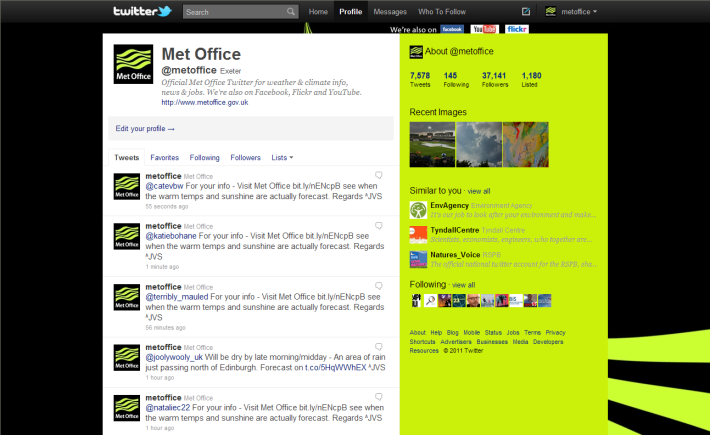 twitter Search Home Profile Messages Who To Follow metoffice
We're also on facebook YouTube flickr
Met Office
Met Office
@metoffice Exeter
Official Met Office Twitter for weather & climate info,
news & jobs. We're also on Facebook, Flickr and YouTube.
http://www.metoffice.gov.uk
Edit your profile →
Tweets Favorites Following Followers Lists
Met Office
metoffice Met Office
@catevbw For your info - Visit Met Office bit.ly/nENcpB see when
the warm temps and sunshine are actually forecast. Regards ^JVS
55 seconds ago
Met Office
metoffice Met Office
@katiebohane For your info - Visit Met Office bit.ly/nENcpB see
when the warm temps and sunshine are actually forecast. Regards
^JVS
1 minute ago
Met Office
metoffice Met Office
@terribly_mauled For your info - Visit Met Office bit.ly/nENcpB see
when the warm temps and sunshine are actually forecast. Regards
^JVS
56 minutes ago
Met Office
metoffice Met Office
@joolywooly_uk Will be dry by late morning/midday - An area of rain
just passing north of Edinburgh. Forecast on t.co/5HqWWhEX ^JVS
1 hour ago
Met Office
metoffice Met Office
@nataliec22 For your info - Visit Met Office bit.ly/nENcpB see when
the warm temps and sunshine are actually forecast. Regards ^JVS
1 hour ago
About @metoffice
7,578 145 37,141 1,180
Tweets Following Followers Listed
Recent Images
Similar to you · view all
EnvAgency Environment Agency
It's our job to look after your environment and make...
TyndallCentre Tyndall Centre
Scientists, economists, engineers, who together are...
Natures_Voice RSPB
The official national twitter account for the RSPB, sha...
Following · view all
About Help Blog Mobile Status Jobs Terms Privacy
Shortcuts Advertisers Businesses Media Developers
Resources © 2011 Twitter